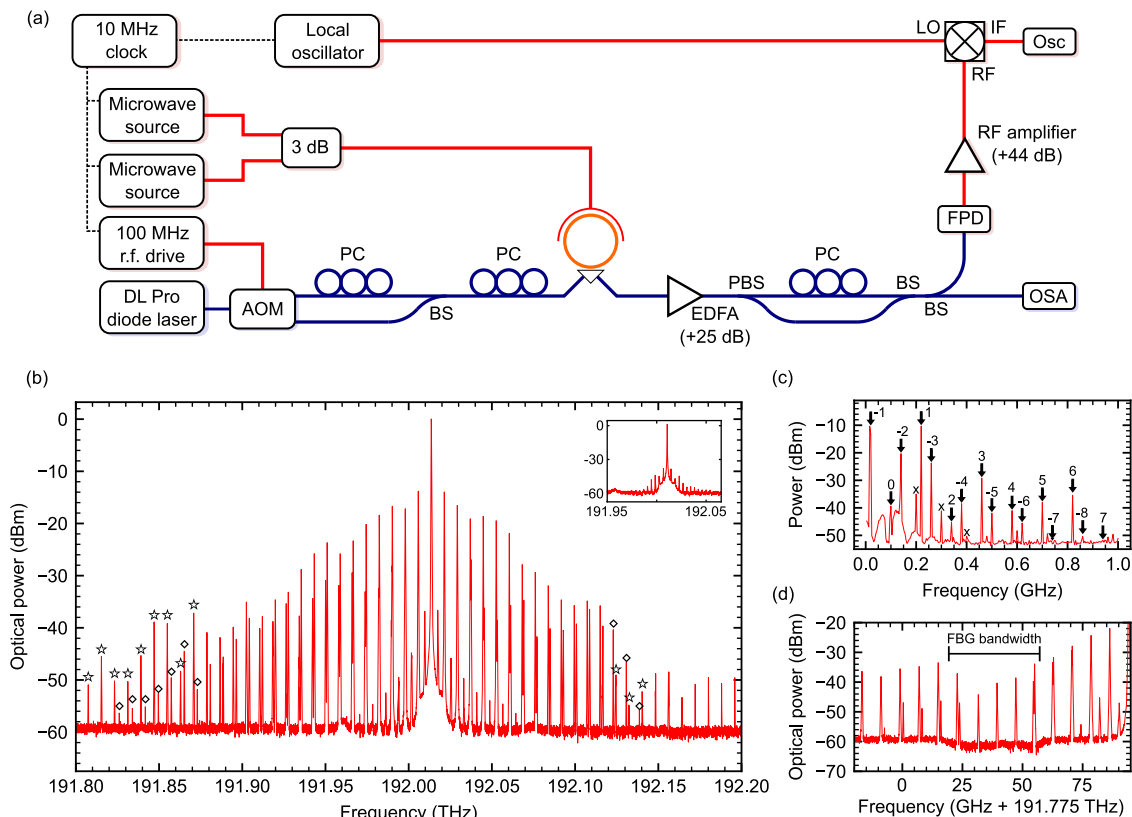 (a)
10 MHz
clock
Local
oscillator
LO
IF
Osc
RF
Microwave
source
3 dB
Microwave
source
RF amplifier
(+44 dB)
100 MHz
r.f. drive
FPD
PC
PC
PBS
PC
BS
DL Pro
diode laser
AOM
BS
EDFA
(+25 dB)
BS
OSA
(b)
Optical power (dBm)
0
−10
−20
−30
−40
−50
−60
191.80
191.85
191.90
191.95
192.00
192.05
192.10
192.15
192.20
Frequency (THz)
0
−30
−60
191.95
192.05
(c)
Power (dBm)
−10
−20
−30
−40
−50
-1
1
-2
-3
0
x
x
2
-4
x
3
-5
4
-6
5
-7
6
-8
7
0.0
0.2
0.4
0.6
0.8
1.0
Frequency (GHz)
(d)
Optical power (dBm)
−20
−30
−40
−50
−60
−70
FBG bandwidth
0
25
50
75
Frequency (GHz + 191.775 THz)